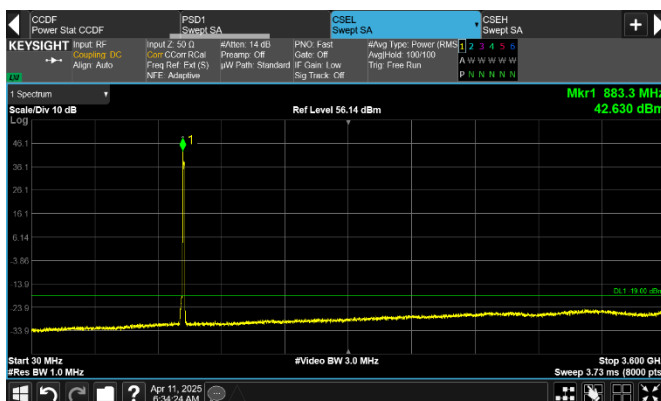 CCDF
Power Stat CCDF
PSD1
Swept SA
CSEL
Swept SA
CSEH
Swept SA
+
KEYSIGHT
Input: RF
Coupling: DC
Align: Auto
Input Z: 50 Ω
Corr CCorr RCal
Freq Ref: Ext (S)
NFE: Adaptive
#Atten: 14 dB
Preamp: Off
µW Path: Standard
PNO: Fast
Gate: Off
IF Gain: Low
Sig Track: Off
#Avg Type: Power (RMS
Avg|Hold: 100/100
Trig: Free Run
1 2 3 4 5 6
A W W W W W
P N N N N N
1 Spectrum
Scale/Div 10 dB
Ref Level 56.14 dBm
Mkr1 883.3 MHz
42.630 dBm
Log
1
46.1
36.1
26.1
16.1
6.14
-3.86
-13.9
-23.9
-33.9
DL1 -19.00 dBm
Start 30 MHz
#Video BW 3.0 MHz
Stop 3.600 GH
#Res BW 1.0 MHz
Sweep 3.73 ms (8000 pts
?
Apr 11, 2025
6:34:24 AM